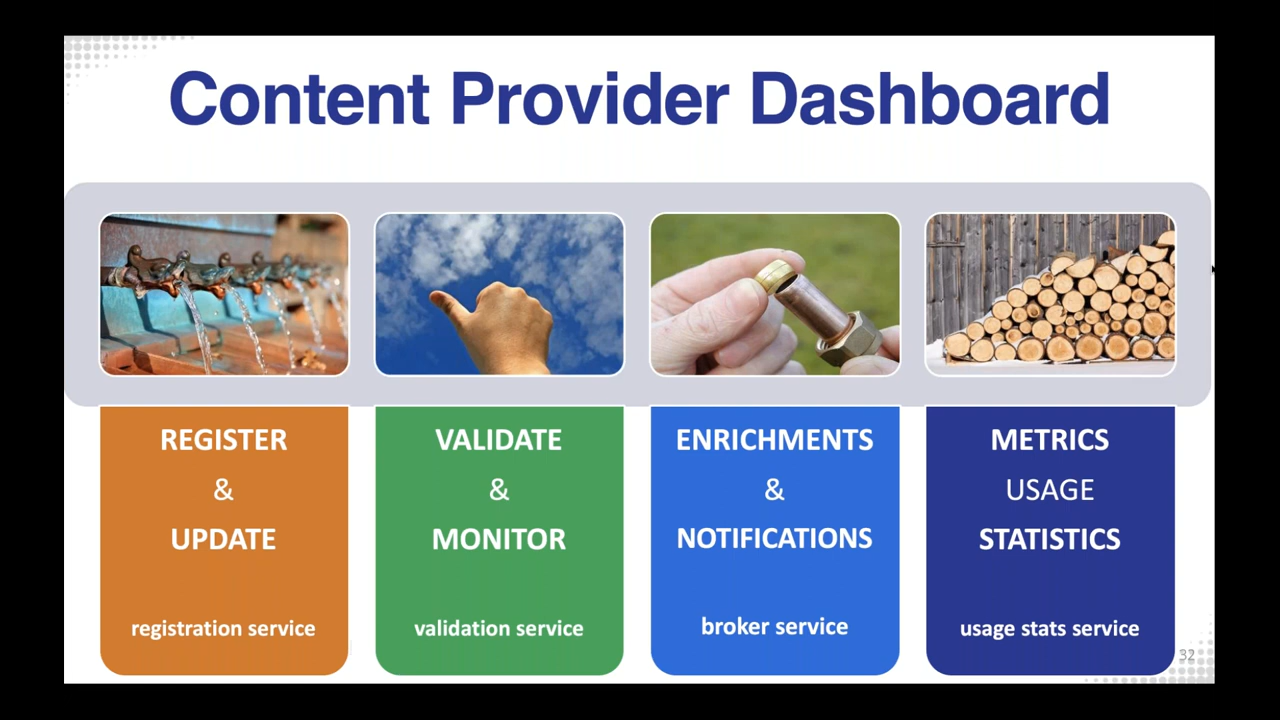 Content Provider Dashboard
REGISTER
&
UPDATE
registration service
VALIDATE
&
MONITOR
validation service
ENRICHMENTS
&
NOTIFICATIONS
broker service
METRICS
USAGE
STATISTICS
usage stats service
32